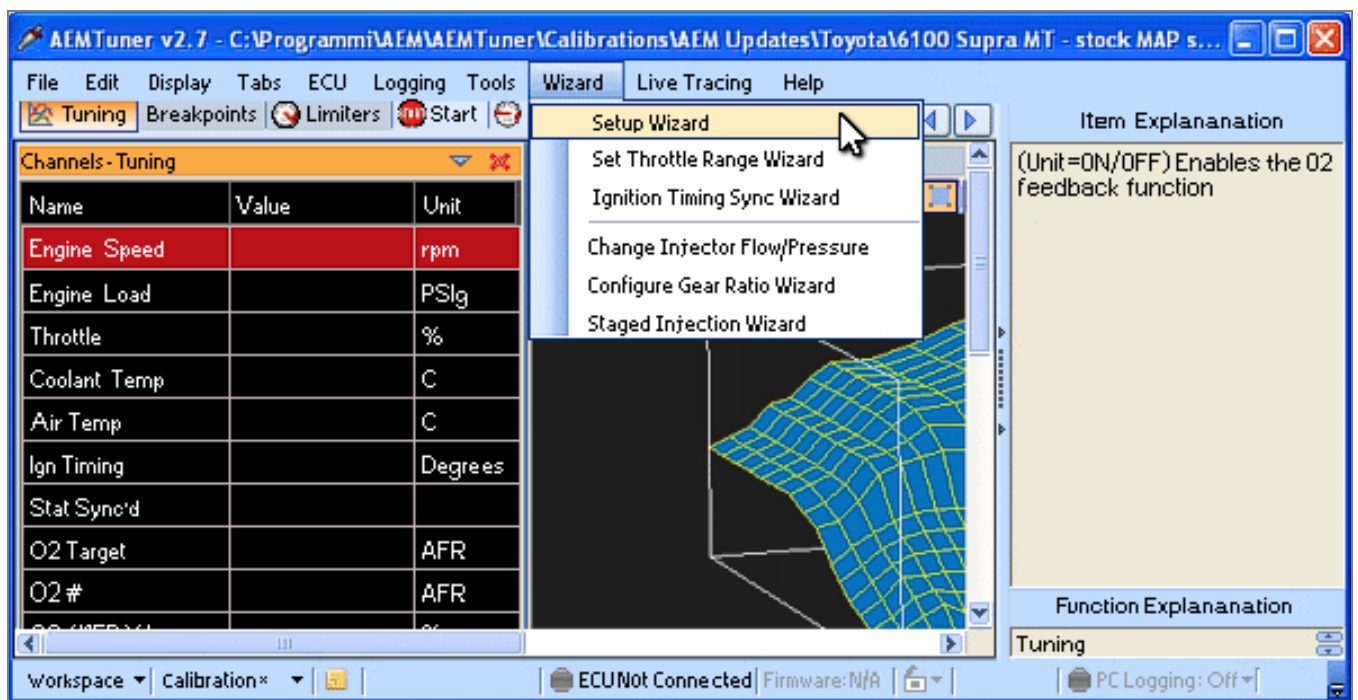 AEMTuner v2.7 - C:\Programmi\AEM\AEMTuner\Calibrations\AEM Updates\Toyota\6100 Supra MT - stock MAP s...
File Edit Display Tabs ECU Logging Tools Wizard Live Tracing Help
Tuning Breakpoints Limiters Start
Setup Wizard
Set Throttle Range Wizard
Ignition Timing Sync Wizard
Change Injector Flow/Pressure
Configure Gear Ratio Wizard
Staged Injection Wizard
Channels - Tuning
Name Value Unit
Engine Speed rpm
Engine Load PSIg
Throttle %
Coolant Temp C
Air Temp C
Ign Timing Degrees
Stat Sync'd
O2 Target AFR
O2 # AFR
Item Explananation
(Unit=ON/OFF) Enables the O2
feedback function
Function Explananation
Tuning
Workspace Calibration* ECU Not Connected Firmware: N/A PC Logging: Off